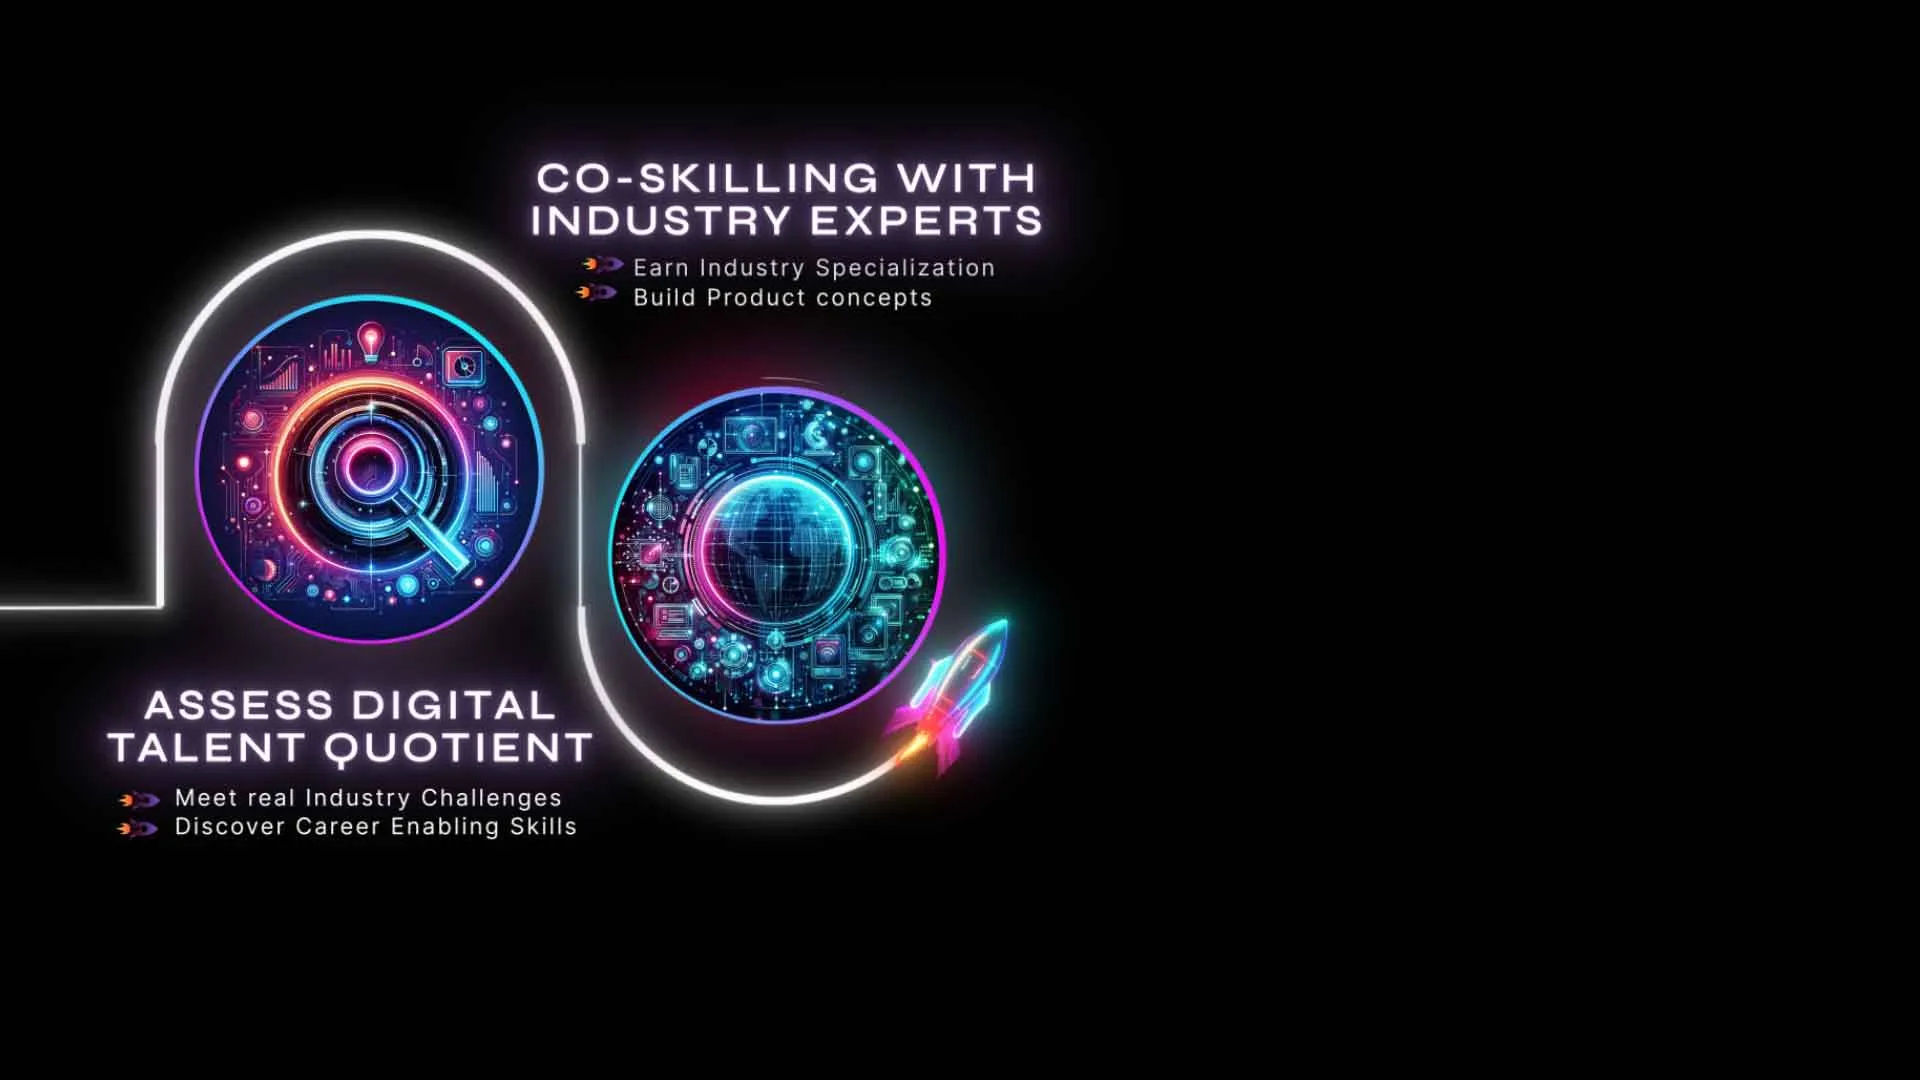 CO-SKILLING WITH
INDUSTRY EXPERTS
Earn Industry Specialization
Build Product concepts
ASSESS DIGITAL
TALENT QUOTIENT
Meet real Industry Challenges
Discover Career Enabling Skills